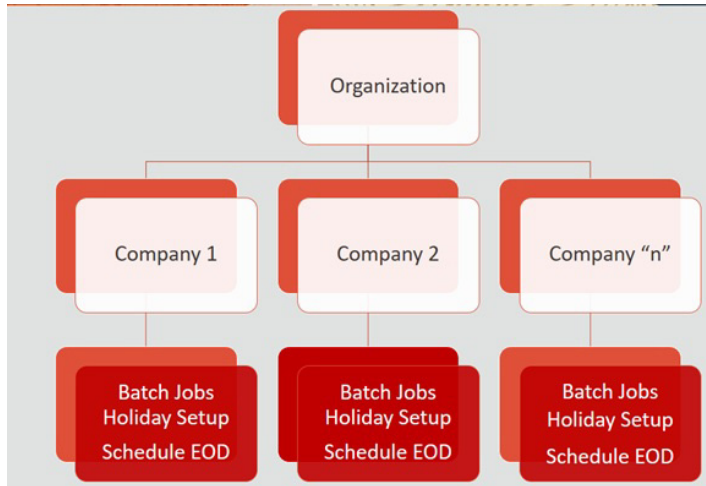 Organization
Company 1
Company 2
Company “n”
Batch Jobs
Holiday Setup
Schedule EOD
Batch Jobs
Holiday Setup
Schedule EOD
Batch Jobs
Holiday Setup
Schedule EOD